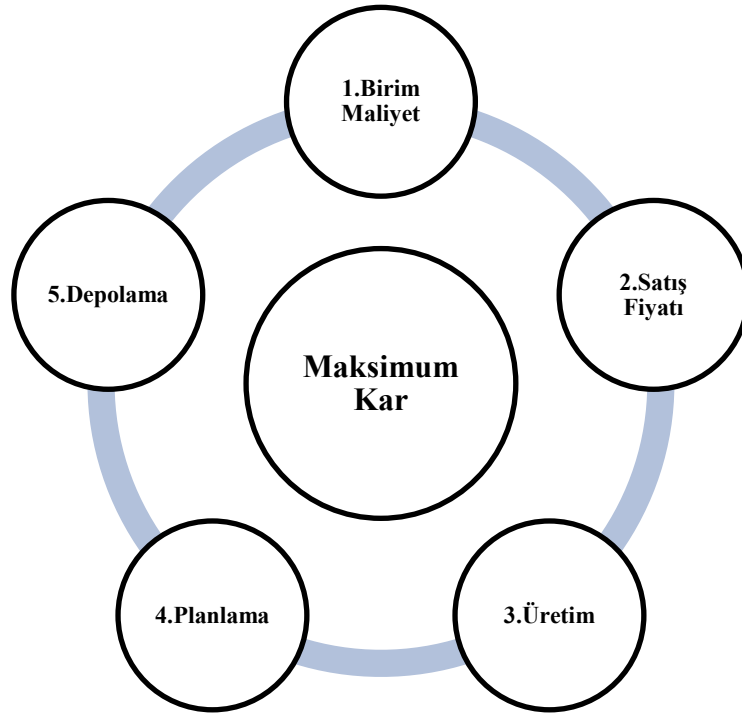 1.Birim
Maliyet
2.Satış
Fiyatı
3.Üretim
4.Planlama
5.Depolama
Maksimum
Kar